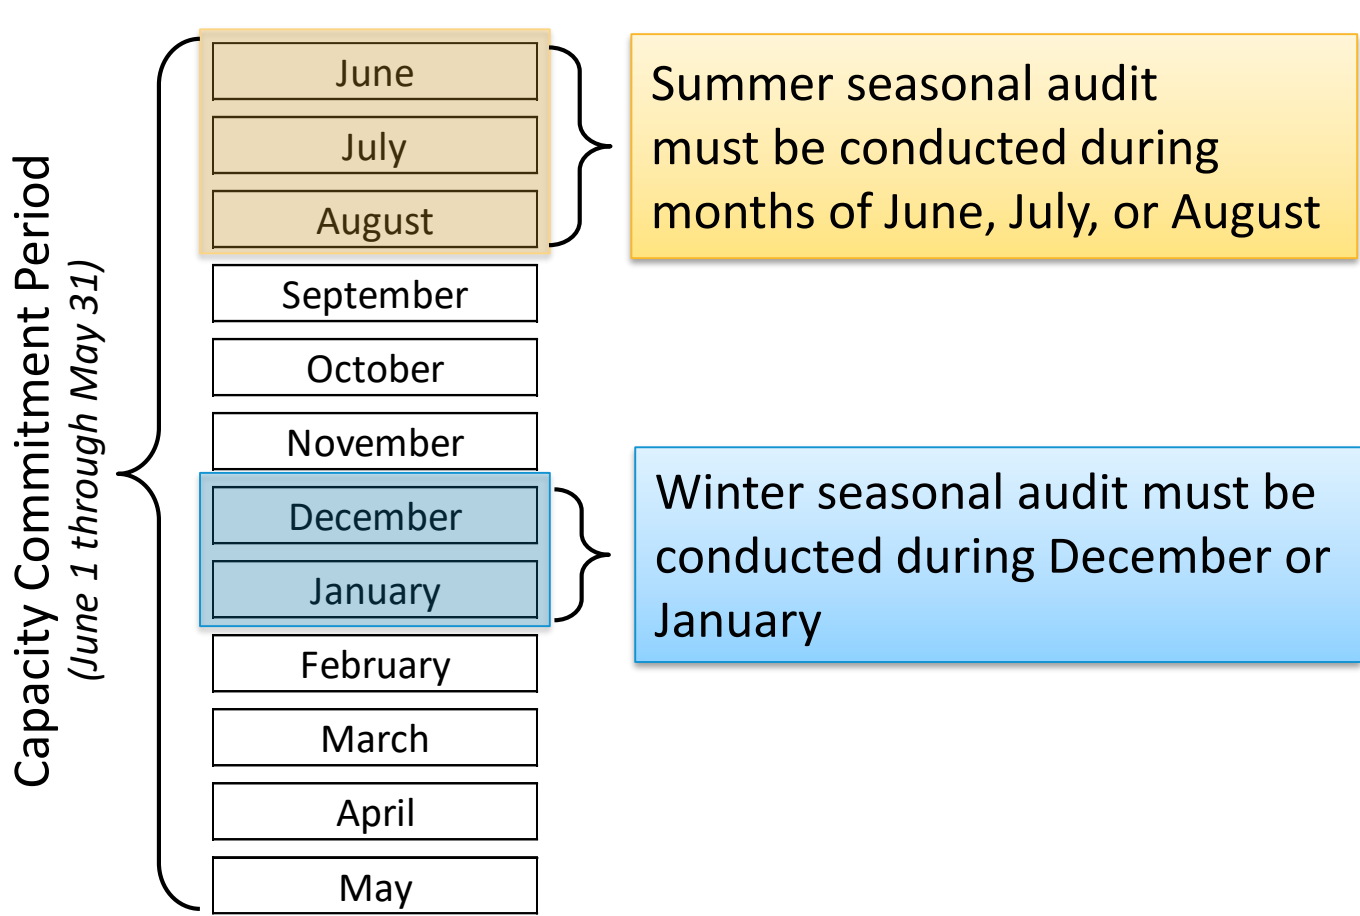 Capacity Commitment Period
(June 1 through May 31)
June
July
August
September
October
November
December
January
February
March
April
May
Summer seasonal audit
must be conducted during
months of June, July, or August
Winter seasonal audit must be
conducted during December or
January